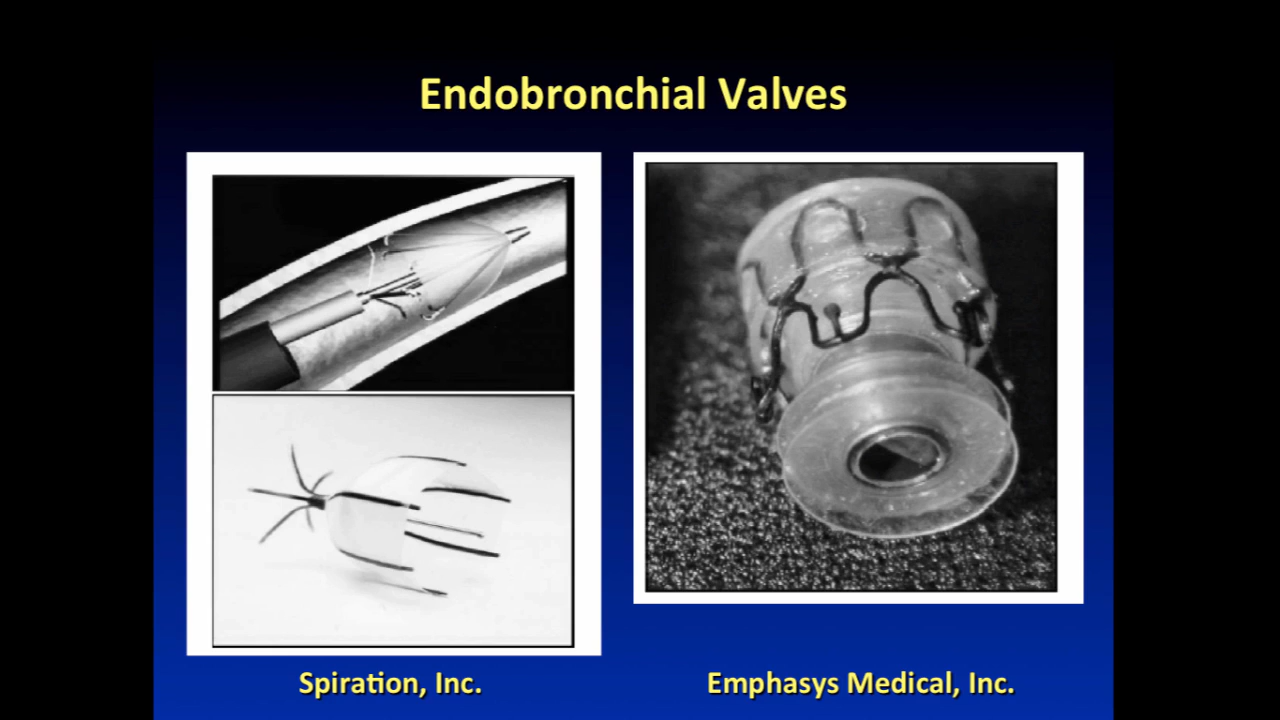 Endobronchial Valves
Spiration, Inc.
Emphasys Medical, Inc.